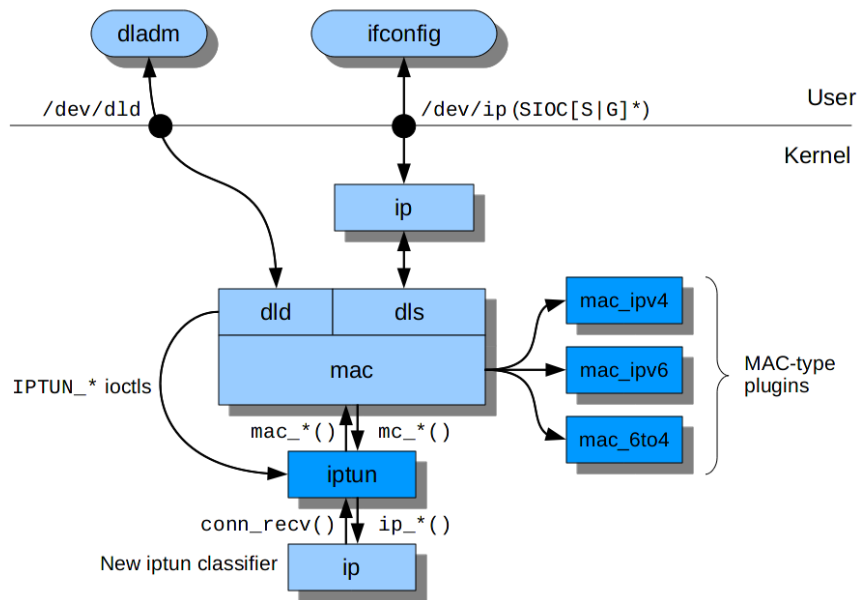 dladm
ifconfig
/dev/dld
/dev/ip (SIOC[S|G]*)
User
Kernel
ip
dld
dls
mac
mac_ipv4
mac_ipv6
mac_6to4
MAC-type
plugins
IPTUN_* ioctls
mac_*()
mc_*()
iptun
conn_recv()
ip_*()
New iptun classifier
ip